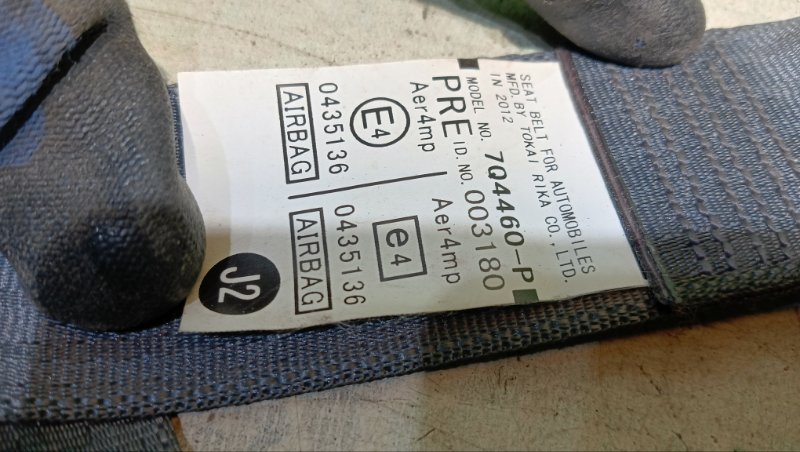 SEAT BELT FOR AUTOMOBILES
MFD. BY TOKAI RIKA CO., LTD.
IN 2012
MODEL NO. 7Q4460-P
PRE ID. NO. 003180
Aer4mp Aer4mp
E4 e4
0435136 0435136
AIRBAG AIRBAG
J2